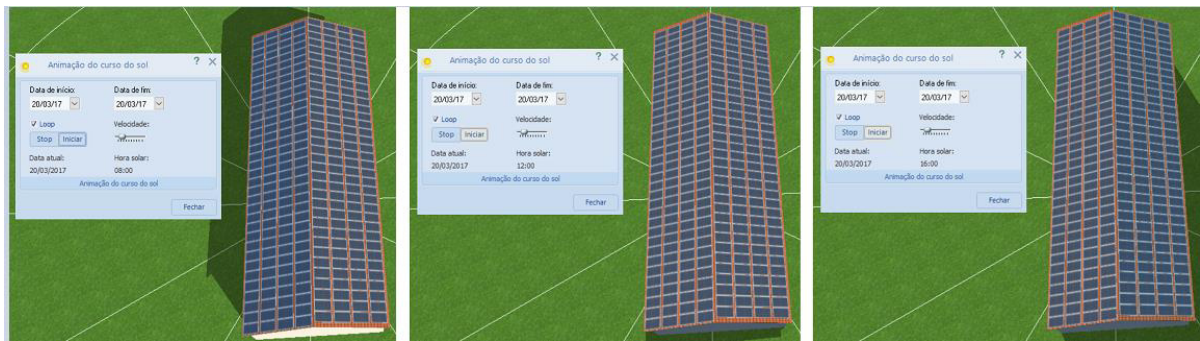 Animação do curso do sol ? ×
Data de início: Data de fim:
20/03/17 20/03/17
Loop Velocidade:
Stop Iniciar
Data atual: Hora solar:
20/03/2017 08:00
Animação do curso do sol
Fechar
Animação do curso do sol ? ×
Data de início: Data de fim:
20/03/17 20/03/17
Loop Velocidade:
Stop Iniciar
Data atual: Hora solar:
20/03/2017 12:00
Animação do curso do sol
Fechar
Animação do curso do sol ? ×
Data de início: Data de fim:
20/03/17 20/03/17
Loop Velocidade:
Stop Iniciar
Data atual: Hora solar:
20/03/2017 16:00
Animação do curso do sol
Fechar